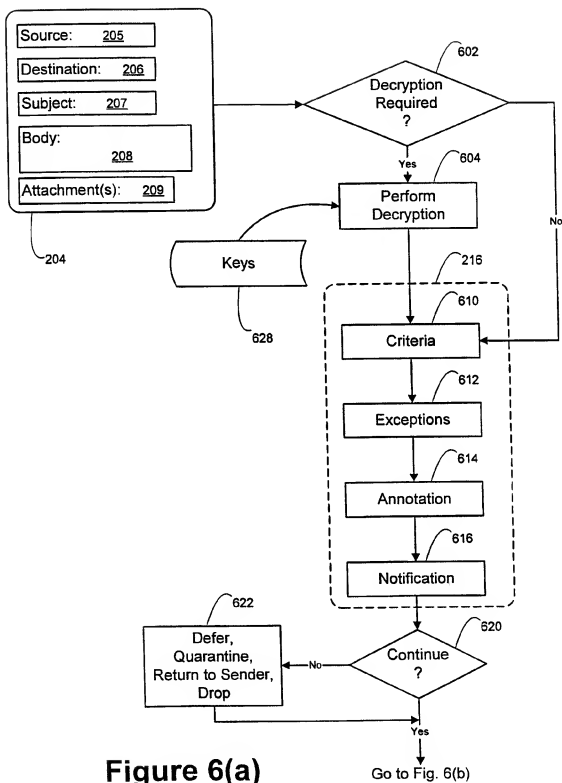 Source: 205
Destination: 206
Subject: 207
Body:
208
Attachment(s): 209
204
602
Decryption
Required
?
Yes
No
604
Perform
Decryption
Keys
628
216
610
Criteria
612
Exceptions
614
Annotation
616
Notification
622
Defer,
Quarantine,
Return to Sender,
Drop
No
620
Continue
?
Yes
Figure 6(a)
Go to Fig. 6(b)